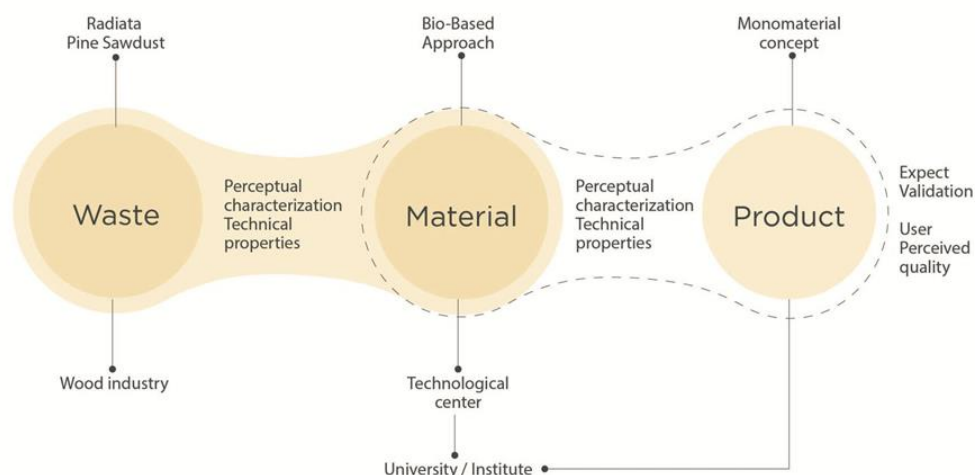 Radiata
Pine Sawdust
Bio-Based
Approach
Monomaterial
concept
Waste
Perceptual
characterization
Technical
properties
Material
Perceptual
characterization
Technical
properties
Product
Expect
Validation
User
Perceived
quality
Wood industry
Technological
center
University / Institute